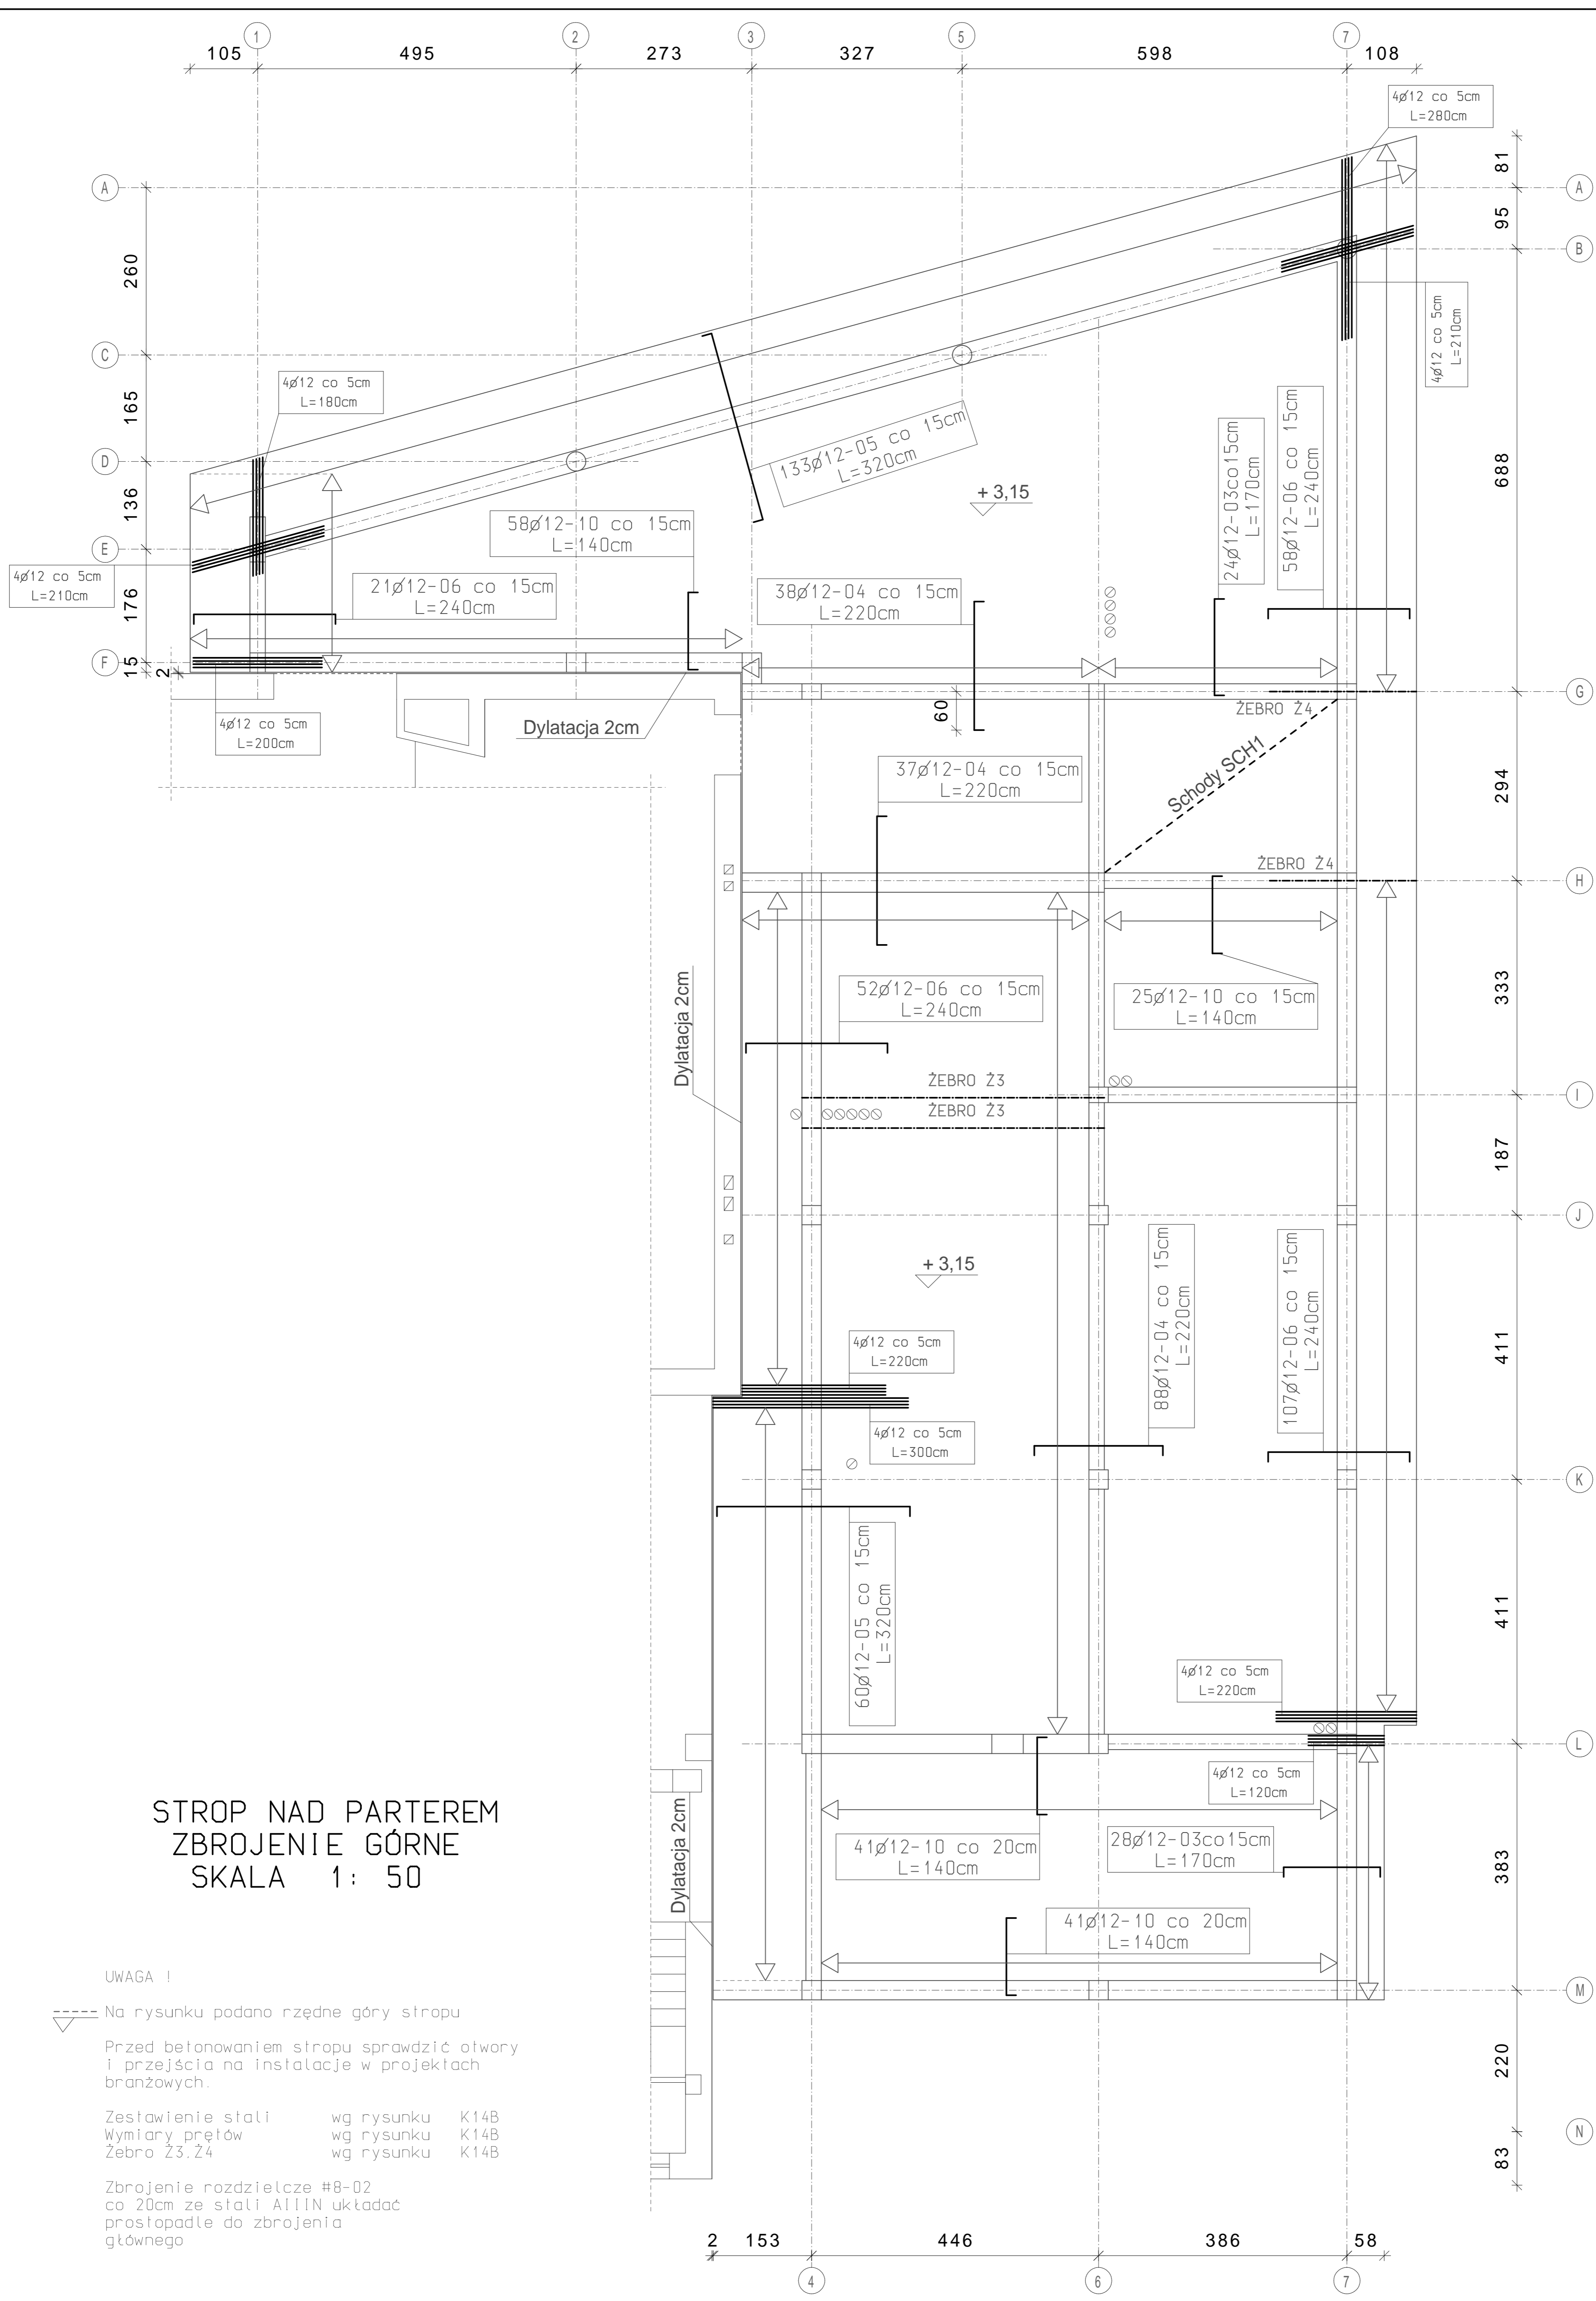 1
2
3
5
7
105
495
273
327
598
108
4ø12 co 5cm
L=280cm
81
A
A
95
B
260
4ø12 co 5cm
L=210cm
C
4ø12 co 5cm
L=180cm
165
133ø12-05 co 15cm
L=320cm
24ø12-03co15cm
L=170cm
58ø12-06 co 15cm
L=240cm
688
D
+ 3,15
136
58ø12-10 co 15cm
L=140cm
E
4ø12 co 5cm
L=210cm
21ø12-06 co 15cm
L=240cm
38ø12-04 co 15cm
L=220cm
176
F
15
2
G
60
ŻEBRO Ż4
4ø12 co 5cm
L=200cm
Dylatacja 2cm
37ø12-04 co 15cm
L=220cm
Schody SCH1
294
ŻEBRO Ż4
H
Dylatacja 2cm
52ø12-06 co 15cm
L=240cm
25ø12-10 co 15cm
L=140cm
333
ŻEBRO Ż3
I
ŻEBRO Ż3
187
J
+ 3,15
88ø12-04 co 15cm
L=220cm
107ø12-06 co 15cm
L=240cm
4ø12 co 5cm
L=220cm
411
4ø12 co 5cm
L=300cm
K
60ø12-05 co 15cm
L=320cm
411
4ø12 co 5cm
L=220cm
L
4ø12 co 5cm
L=120cm
Dylatacja 2cm
41ø12-10 co 20cm
L=140cm
28ø12-03co15cm
L=170cm
383
41ø12-10 co 20cm
L=140cm
M
220
N
83
STROP NAD PARTEREM
ZBROJENIE GÓRNE
SKALA 1: 50
UWAGA !
Na rysunku podano rzędne góry stropu
Przed betonowaniem stropu sprawdzić otwory
i przejścia na instalacje w projektach
branżowych.
Zestawienie stali wg rysunku K14B
Wymiary prętów wg rysunku K14B
Żebro Ż3.Ż4 wg rysunku K14B
Zbrojenie rozdzielcze #8-02
co 20cm ze stali AIIIN układać
prostopadle do zbrojenia
głównego
2
153
446
386
58
4
6
7